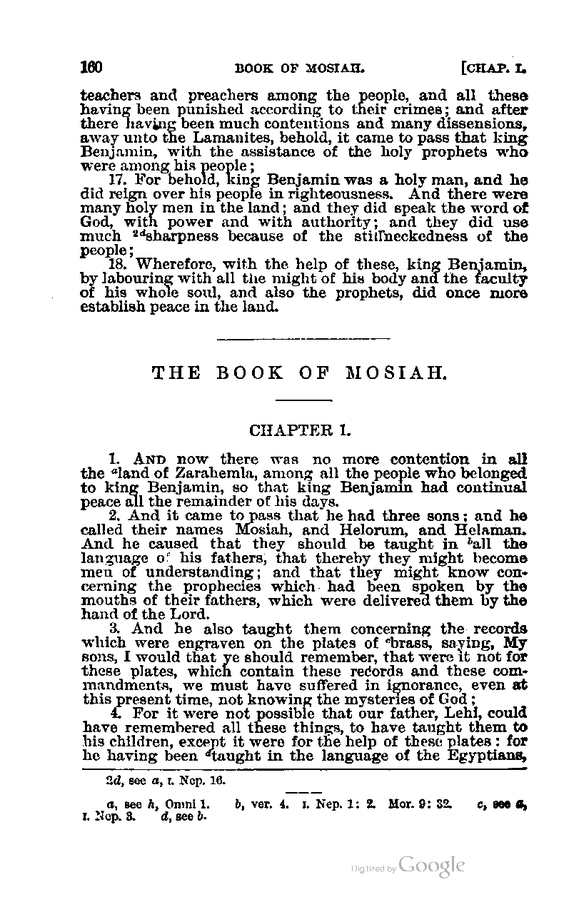 160 BOOK OF MOSIAH. [CHAP. I.
teachers and preachers among the people, and all these
having been punished according to their crimes; and after
there having been much contentions and many dissensions,
away unto the Lamanites, behold, it came to pass that king
Benjamin, with the assistance of the holy prophets who
were among his people;
17. For behold, king Benjamin was a holy man, and he
did reign over his people in righteousness. And there were
many holy men in the land; and they did speak the word of
God, with power and with authority; and they did use
much 2dsharpness because of the stiffneckedness of the
people;
18. Wherefore, with the help of these, king Benjamin,
by labouring with all the might of his body and the faculty
of his whole soul, and also the prophets, did once more
establish peace in the land.
THE BOOK OF MOSIAH.
CHAPTER I.
1. AND now there was no more contention in all
the aland of Zarahemla, among all the people who belonged
to king Benjamin, so that king Benjamin had continual
peace all the remainder of his days.
2. And it came to pass that he had three sons; and he
called their names Mosiah, and Helorum, and Helaman.
And he caused that they should be taught in ball the
language of his fathers, that thereby they might become
men of understanding; and that they might know con-
cerning the prophecies which had been spoken by the
mouths of their fathers, which were delivered them by the
hand of the Lord.
3. And he also taught them concerning the records
which were engraven on the plates of cbrass, saying, My
sons, I would that ye should remember, that were it not for
these plates, which contain these records and these com-
mandments, we must have suffered in ignorance, even at
this present time, not knowing the mysteries of God;
4. For it were not possible that our father, Lehi, could
have remembered all these things, to have taught them to
his children, except it were for the help of these plates: for
he having been dtaught in the language of the Egyptians,
2d, see a, I. Nep. 16.
a, see h, Omni 1. b, ver. 4. I. Nep. 1: 2. Mor. 9: 32. c, see a,
I. Nep. 3. d, see b.
Digitized by Google